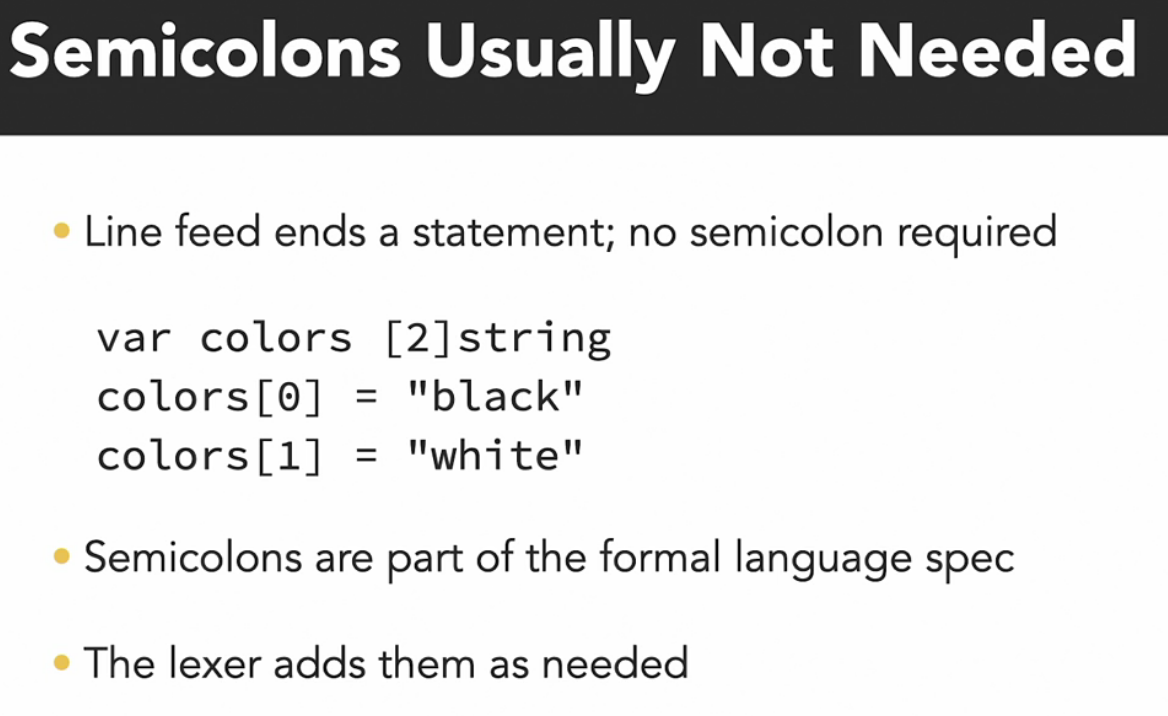 Semicolons Usually Not Needed
• Line feed ends a statement; no semicolon required
var colors [2]string
colors[0] = "black"
colors[1] = "white"
• Semicolons are part of the formal language spec
• The lexer adds them as needed